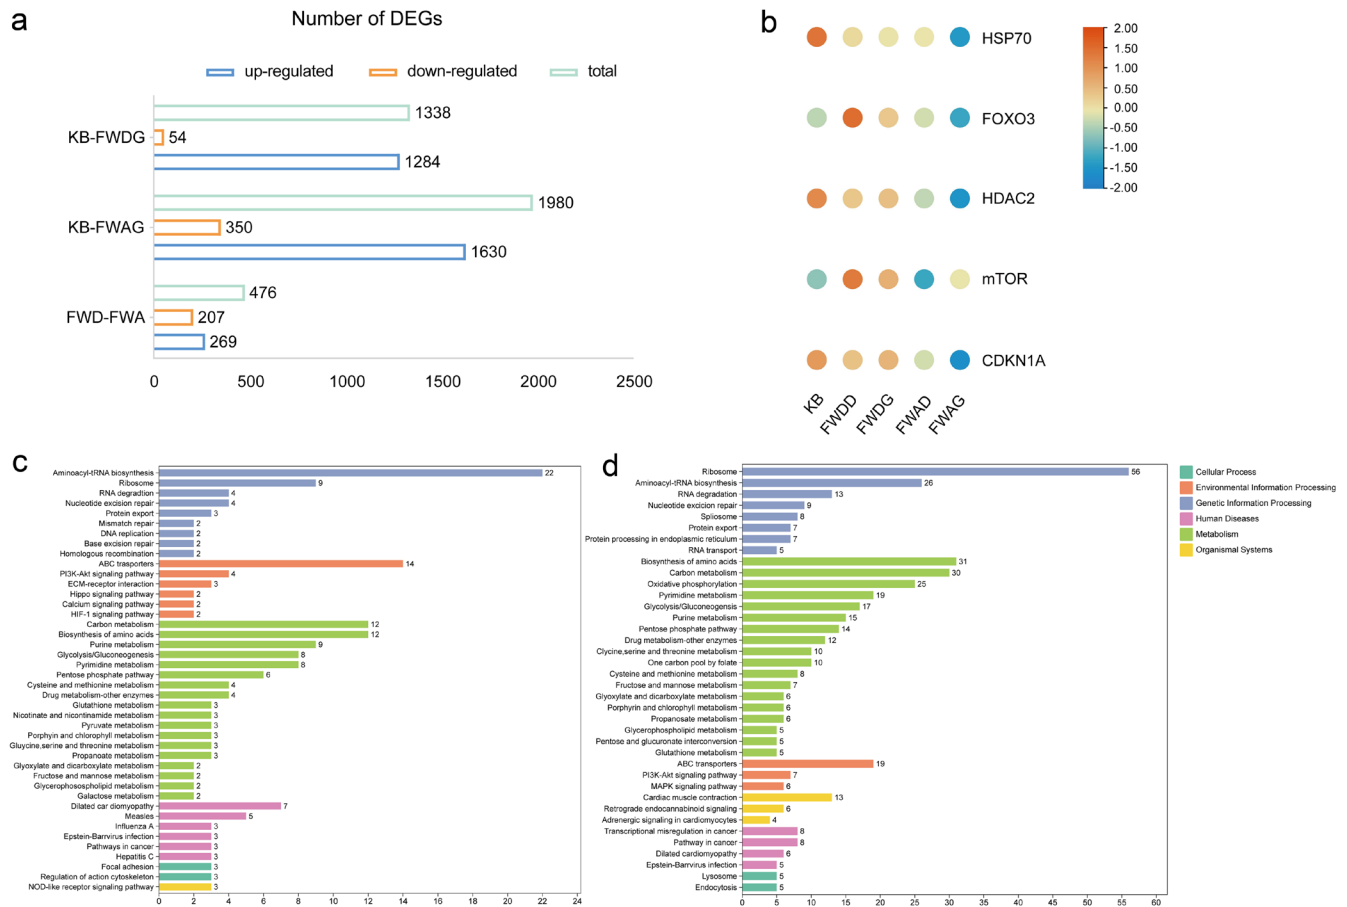 a
Number of DEGs
up-regulated down-regulated total
KB-FWDG
1338
54
1284
KB-FWAG
1980
350
1630
FWD-FWA
476
207
269
0 500 1000 1500 2000 2500
b
HSP70
FOXO3
HDAC2
mTOR
CDKN1A
KB FWDD FWDG FWAD FWAG
2.00
1.50
1.00
0.50
0.00
-0.50
-1.00
-1.50
-2.00
c
Aminoacyl-tRNA biosynthesis 22
Ribosome 9
RNA degradtion 4
Nucleotide excision repair 4
Protein export 3
Mismatch repair 2
DNA replication 2
Base excision repair 2
Homologous recombination 2
ABC trasporters 14
PI3K-Akt signaling pathway 4
ECM-receptor interaction 3
Hippo signaling pathway 2
Calcium signaling pathway 2
HIF-1 signaling pathway 2
Carbon metabolism 12
Biosynthesis of amino acids 12
Purine metabolism 9
Glycolysis/Gluconeogenesis 8
Pyrimidine metabolism 8
Pentose phosphate pathway 6
Cysteine and methionine metabolism 4
Drug metabolism-other enzymes 4
Glutathione metabolism 3
Nicotinate and nicontinamide metabolism 3
Pyruvate metabolism 3
Porphyin and chlorophyll metabolism 3
Gluycine,serine and threonine metabolism 3
Propanoate metabolism 3
Glyoxylate and dicarboxylate metabolism 2
Fructose and mannose metabolism 2
Glycerophosospholipid metabolism 2
Galactose metabolism 2
Dilated car diomyopathy 7
Measles 5
Influenza A 3
Epstein-Barrvirus infection 3
Pathways in cancer 3
Hepatitis C 3
Focal adhesion 3
Regulation of action cytoskeleton 3
NOD-like receptor signaling pathway 3
0 2 4 6 8 10 12 14 16 18 20 22 24
d
Ribosome 56
Aminoacyl-tRNA biosynthesis 26
RNA degradation 13
Nucleotide excision repair 9
Spliosome 8
Protein export 7
Protein processing in endoplasmic reticulum 7
RNA transport 5
Biosynthesis of amino acids 31
Carbon metabolism 30
Oxidative phosphorylation 25
Pyrimidine metabolism 19
Glycolysis/Gluconeogensis 17
Purine metabolism 15
Pentose phosphate pathway 14
Drug metabolism-other enzymes 12
Clycine,serine and threonine metabolism 10
One carbon pool by folate 10
Cysteine and methionine metabolism 8
Fructose and mannose metabolism 7
Glyoxylate and dicarboxylate metabolism 6
Porphyrin and chlorophyll metabolism 6
Propanosate metabolism 6
Glycerophospholipid metabolism 5
Pentose and glucuronate interconversion 5
Glutathione metabolism 5
ABC transporters 19
PI3K-Akt signaling pathway 7
MAPK signaling pathway 6
Cardiac muscle contraction 13
Retrograde endocannabinoid signaling 6
Adrenergic signaling in cardiomyocytes 4
Transcriptional misregulation in cancer 8
Pathway in cancer 8
Dilated cardiomyopathy 6
Epstein-Barrvirus infection 5
Lysosome 5
Endocytosis 5
0 5 10 15 20 25 30 35 40 45 50 55 60
Cellular Process
Environmental Information Processing
Genetic Information Processing
Human Diseases
Metabolism
Organismal Systems